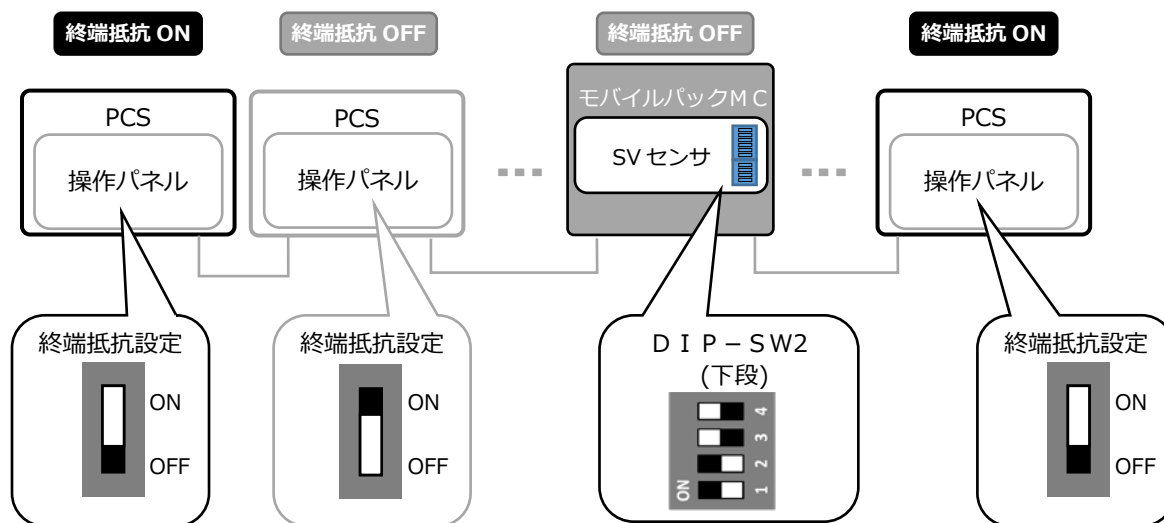 終端抵抗 ON
終端抵抗 OFF
終端抵抗 OFF
終端抵抗 ON
PCS
操作パネル
PCS
操作パネル
モバイルパックＭＣ
SV センサ
PCS
操作パネル
終端抵抗設定
ON
OFF
終端抵抗設定
ON
OFF
ＤＩＰ－ＳＷ2
(下段)
4
3
2
1
ON
終端抵抗設定
ON
OFF